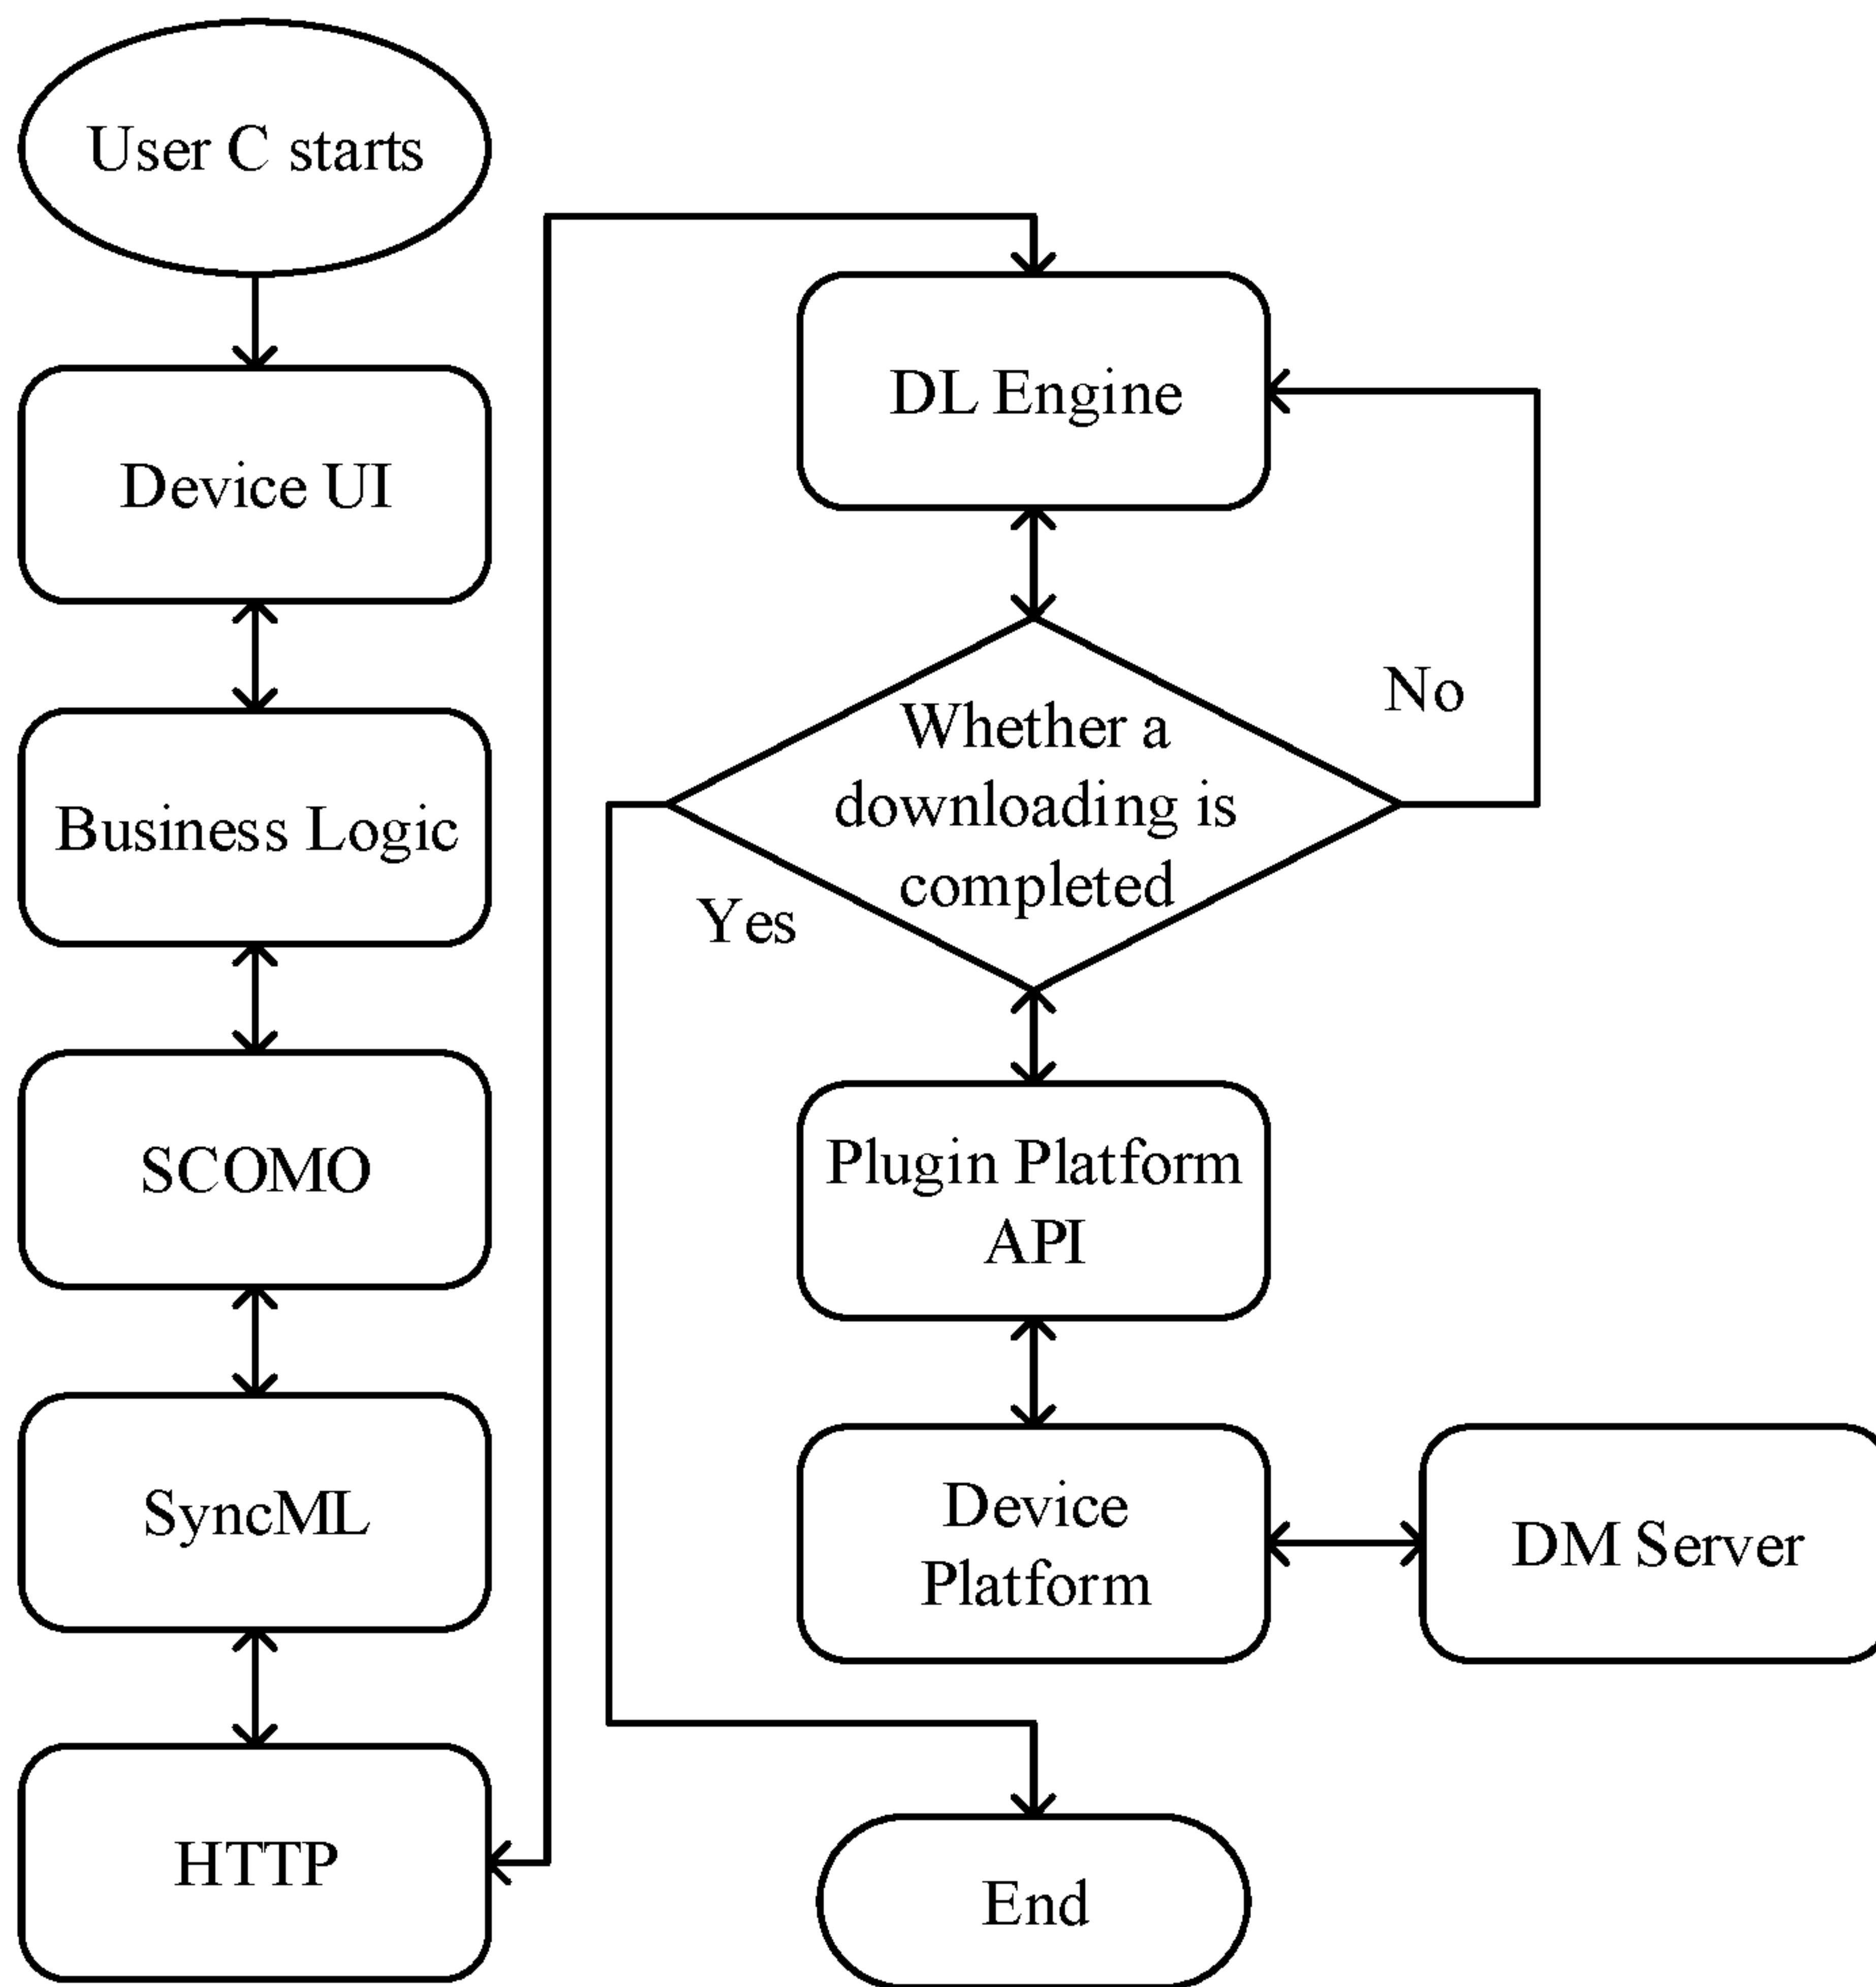 User C starts
Device UI
Business Logic
SCOMO
SyncML
HTTP
DL Engine
No
Whether a
downloading is
completed
Yes
Plugin Platform
API
Device
Platform
DM Server
End